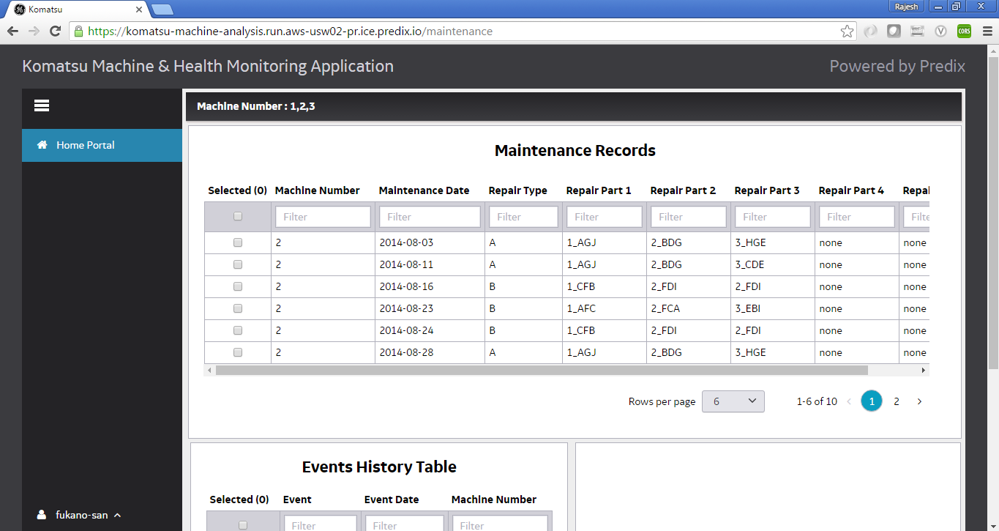 Komatsu
Rajesh
https://komatsu-machine-analysis.run.aws-usw02-pr.ice.predix.io/maintenance
CORS
Komatsu Machine & Health Monitoring Application
Powered by Predix
Machine Number : 1,2,3
Home Portal
Maintenance Records
Selected (0) Machine Number Maintenance Date Repair Type Repair Part 1 Repair Part 2 Repair Part 3 Repair Part 4 Repai
Filter Filter Filter Filter Filter Filter Filter Filte
2 2014-08-03 A 1_AGJ 2_BDG 3_HGE none none
2 2014-08-11 A 1_AGJ 2_BDG 3_CDE none none
2 2014-08-16 B 1_CFB 2_FDI 2_FDI none none
2 2014-08-23 B 1_AFC 2_FCA 3_EBI none none
2 2014-08-24 B 1_CFB 2_FDI 2_FDI none none
2 2014-08-28 A 1_AGJ 2_BDG 3_HGE none none
Rows per page 6 1-6 of 10 1 2
Events History Table
Selected (0) Event Event Date Machine Number
Filter Filter Filter
fukano-san